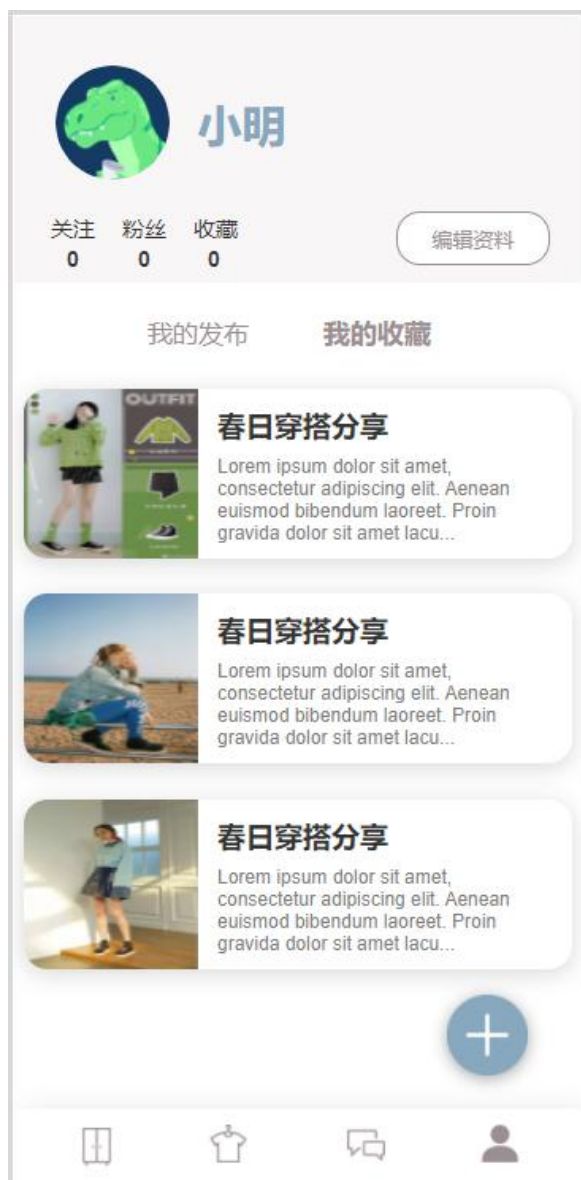 小明
关注 粉丝 收藏
0 0 0
编辑资料
我的发布 我的收藏
OUTFIT
春日穿搭分享
Lorem ipsum dolor sit amet,
consectetur adipiscing elit. Aenean
euismod bibendum laoreet. Proin
gravida dolor sit amet lacu...
春日穿搭分享
Lorem ipsum dolor sit amet,
consectetur adipiscing elit. Aenean
euismod bibendum laoreet. Proin
gravida dolor sit amet lacu...
春日穿搭分享
Lorem ipsum dolor sit amet,
consectetur adipiscing elit. Aenean
euismod bibendum laoreet. Proin
gravida dolor sit amet lacu...